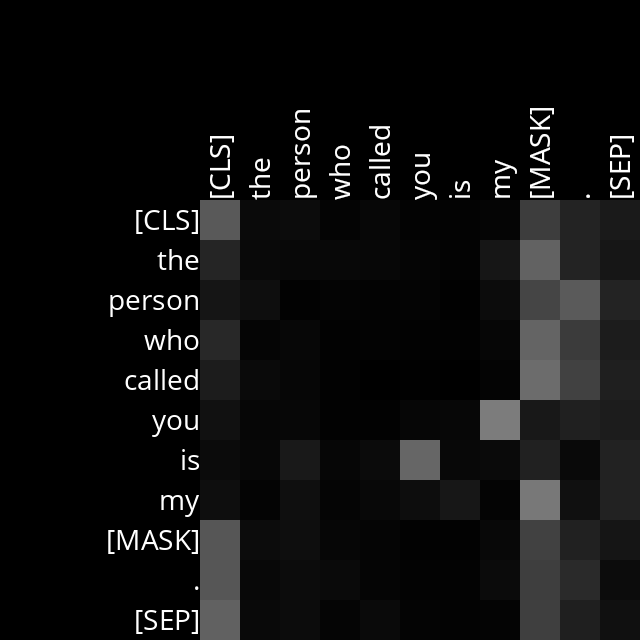 [CLS] the person who called you is my [MASK] . [SEP]
[CLS]
the
person
who
called
you
is
my
[MASK]
.
[SEP]